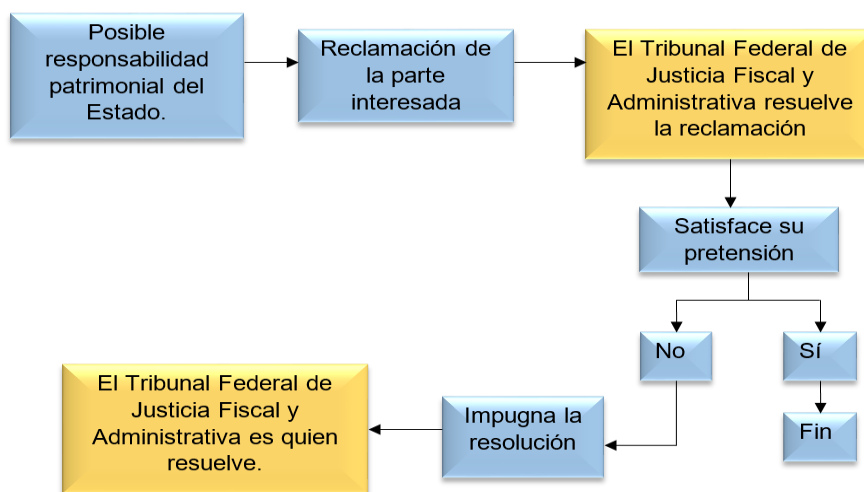 Posible
responsabilidad
patrimonial del
Estado.
Reclamación de
la parte
interesada
El Tribunal Federal de
Justicia Fiscal y
Administrativa resuelve
la reclamación
Satisface su
pretensión
No
Sí
Fin
Impugna la
resolución
El Tribunal Federal de
Justicia Fiscal y
Administrativa es quien
resuelve.